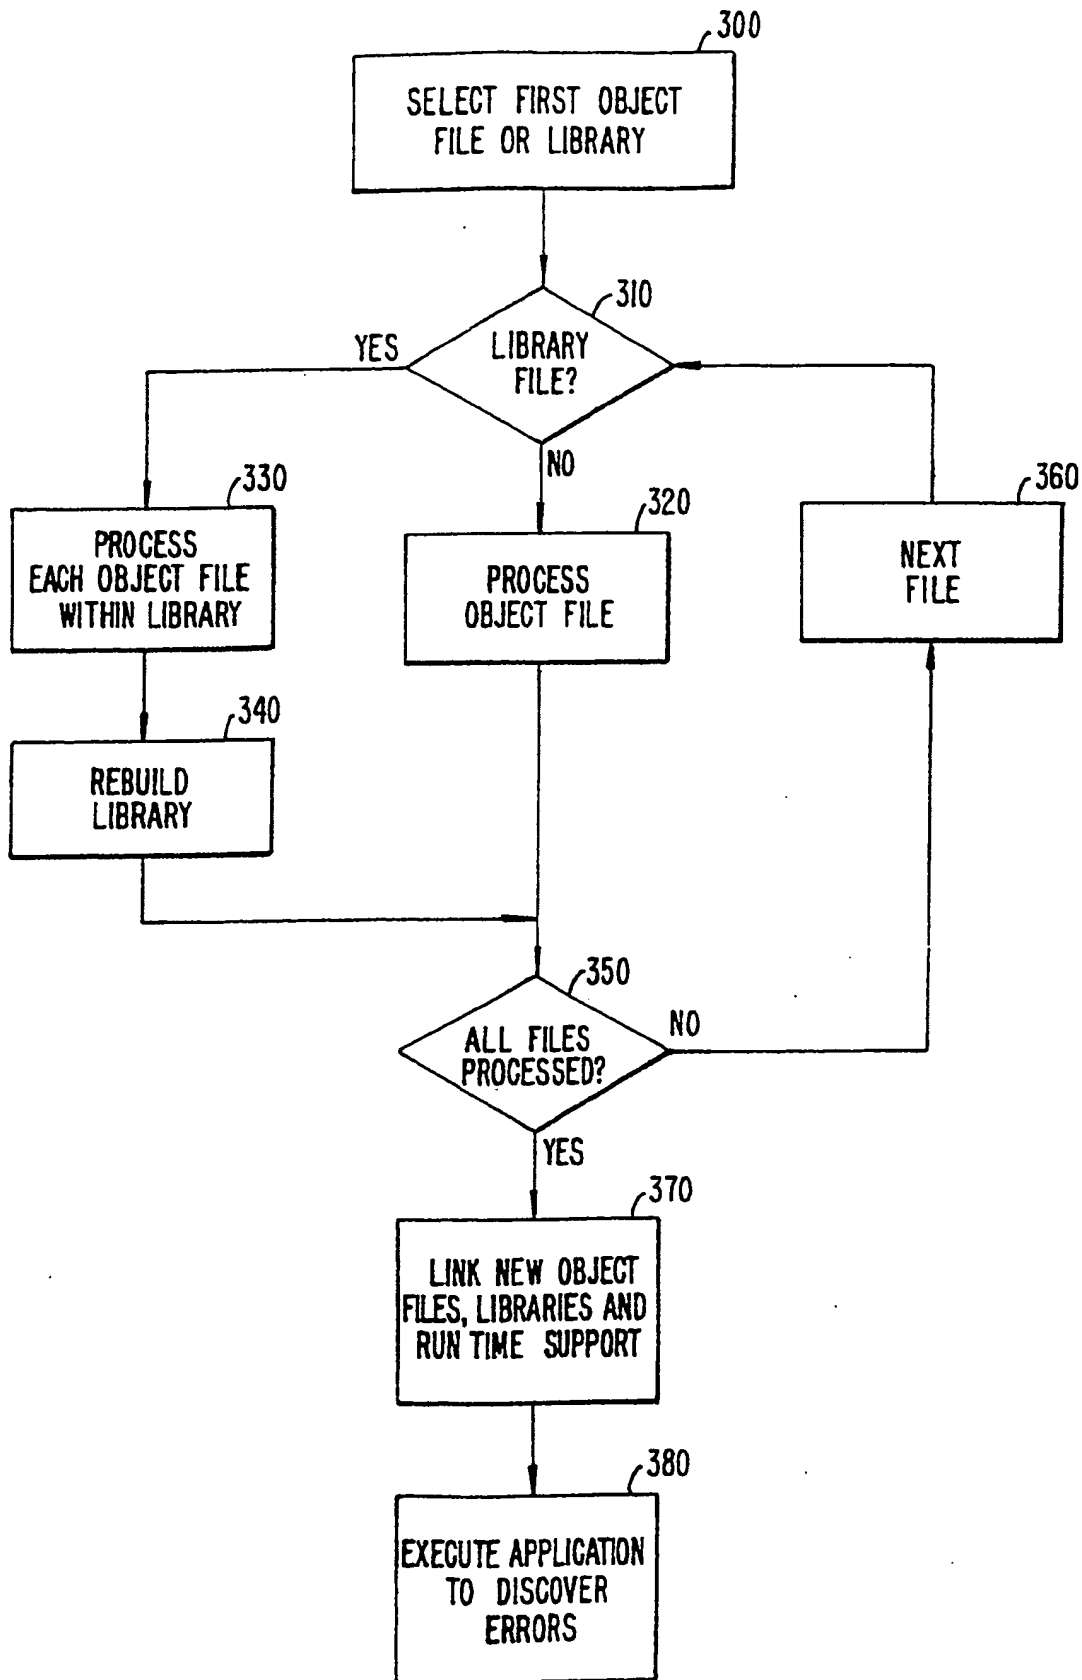 300
SELECT FIRST OBJECT
FILE OR LIBRARY
310
YES
LIBRARY
FILE?
NO
330
PROCESS
EACH OBJECT FILE
WITHIN LIBRARY
320
PROCESS
OBJECT FILE
360
NEXT
FILE
340
REBUILD
LIBRARY
350
ALL FILES
PROCESSED?
NO
YES
370
LINK NEW OBJECT
FILES, LIBRARIES AND
RUN TIME SUPPORT
380
EXECUTE APPLICATION
TO DISCOVER
ERRORS